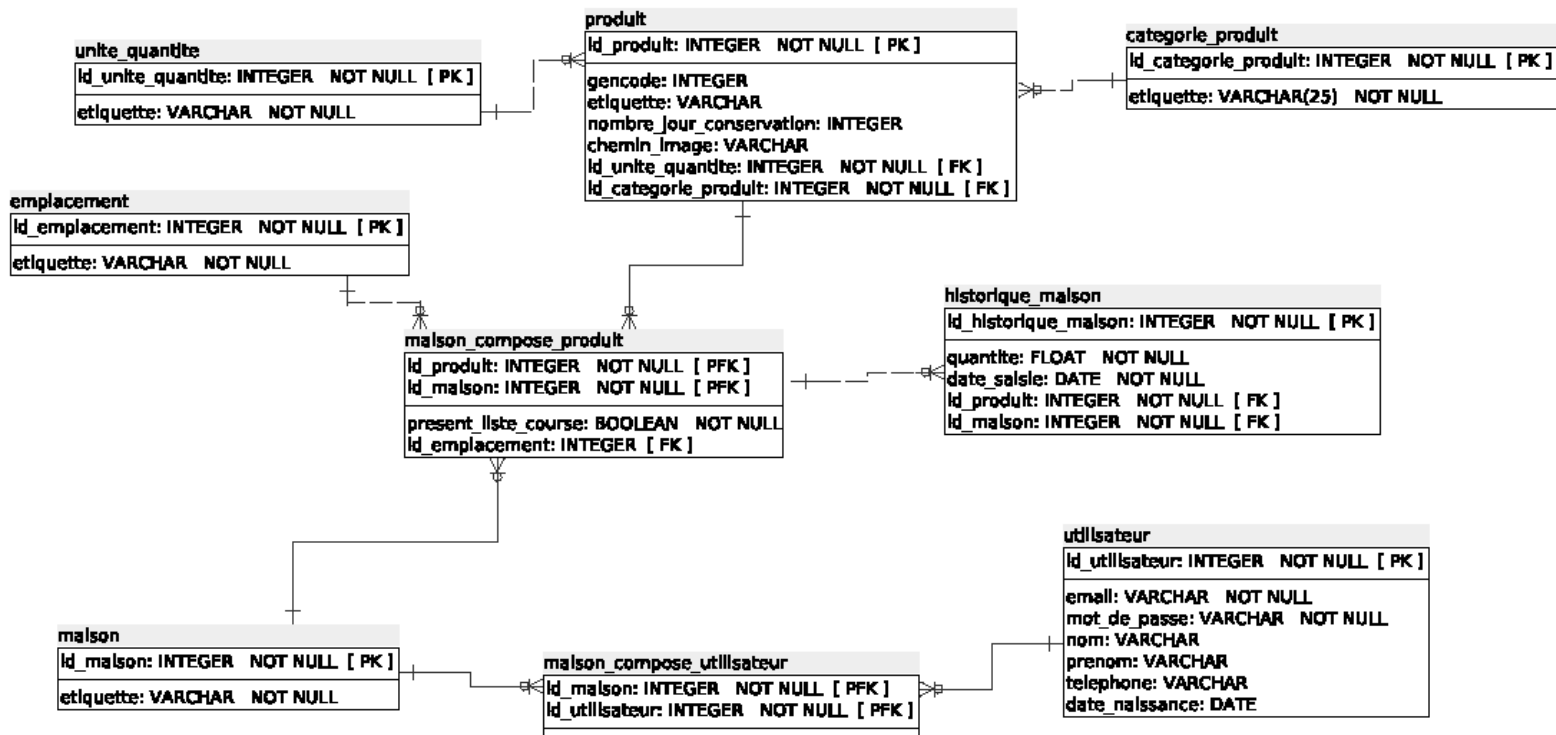 unite_quantite
id_unite_quantite: INTEGER NOT NULL [ PK ]
etiquette: VARCHAR NOT NULL
produit
id_produit: INTEGER NOT NULL [ PK ]
gencode: INTEGER
etiquette: VARCHAR
nombre_jour_conservation: INTEGER
chemin_image: VARCHAR
id_unite_quantite: INTEGER NOT NULL [ FK ]
id_categorie_produit: INTEGER NOT NULL [ FK ]
categorie_produit
id_categorie_produit: INTEGER NOT NULL [ PK ]
etiquette: VARCHAR(25) NOT NULL
emplacement
id_emplacement: INTEGER NOT NULL [ PK ]
etiquette: VARCHAR NOT NULL
maison_compose_produit
id_produit: INTEGER NOT NULL [ PFK ]
id_maison: INTEGER NOT NULL [ PFK ]
present_liste_course: BOOLEAN NOT NULL
id_emplacement: INTEGER [ FK ]
historique_maison
id_historique_maison: INTEGER NOT NULL [ PK ]
quantite: FLOAT NOT NULL
date_saisie: DATE NOT NULL
id_produit: INTEGER NOT NULL [ FK ]
id_maison: INTEGER NOT NULL [ FK ]
maison
id_maison: INTEGER NOT NULL [ PK ]
etiquette: VARCHAR NOT NULL
maison_compose_utilisateur
id_maison: INTEGER NOT NULL [ PFK ]
id_utilisateur: INTEGER NOT NULL [ PFK ]
utilisateur
id_utilisateur: INTEGER NOT NULL [ PK ]
email: VARCHAR NOT NULL
mot_de_passe: VARCHAR NOT NULL
nom: VARCHAR
prenom: VARCHAR
telephone: VARCHAR
date_naissance: DATE